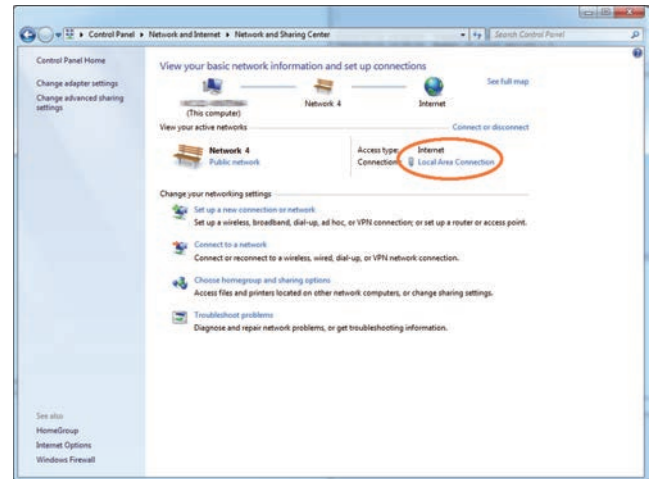 Control Panel ▸ Network and Internet ▸ Network and Sharing Center
Search Control Panel
Control Panel Home
Change adapter settings
Change advanced sharing
settings
View your basic network information and set up connections
See full map
(This computer)
Network 4
Internet
View your active networks
Connect or disconnect
Network 4
Public network
Access type: Internet
Connections: Local Area Connection
Change your networking settings
Set up a new connection or network
Set up a wireless, broadband, dial-up, ad hoc, or VPN connection; or set up a router or access point.
Connect to a network
Connect or reconnect to a wireless, wired, dial-up, or VPN network connection.
Choose homegroup and sharing options
Access files and printers located on other network computers, or change sharing settings.
Troubleshoot problems
Diagnose and repair network problems, or get troubleshooting information.
See also
HomeGroup
Internet Options
Windows Firewall